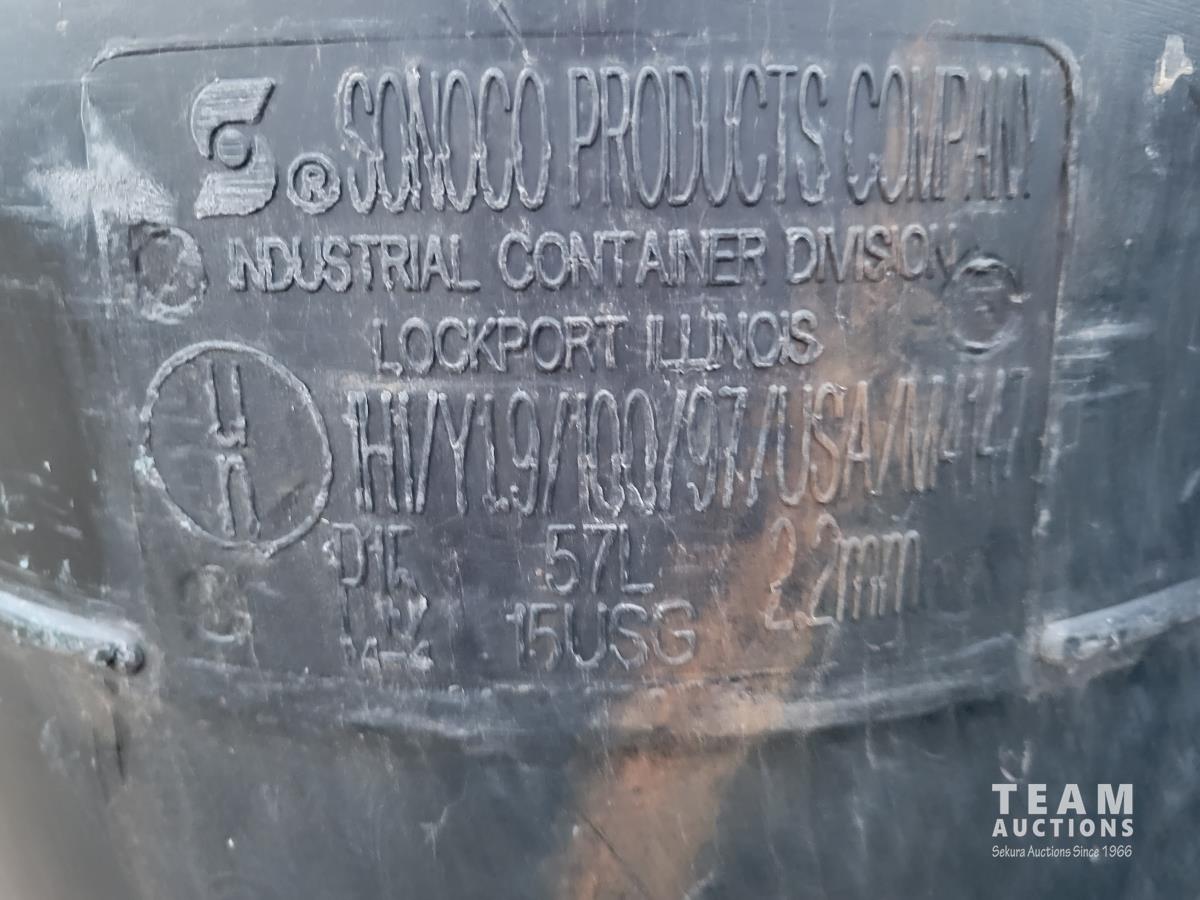 S ® SONOCO PRODUCTS COMPANY
INDUSTRIAL CONTAINER DIVISION
LOCKPORT ILLINOIS
u
n
1H1/Y1.9/100/97/USA/M4147
57L
2.2mm
15USG
TEAM
AUCTIONS
Sekura Auctions Since 1966